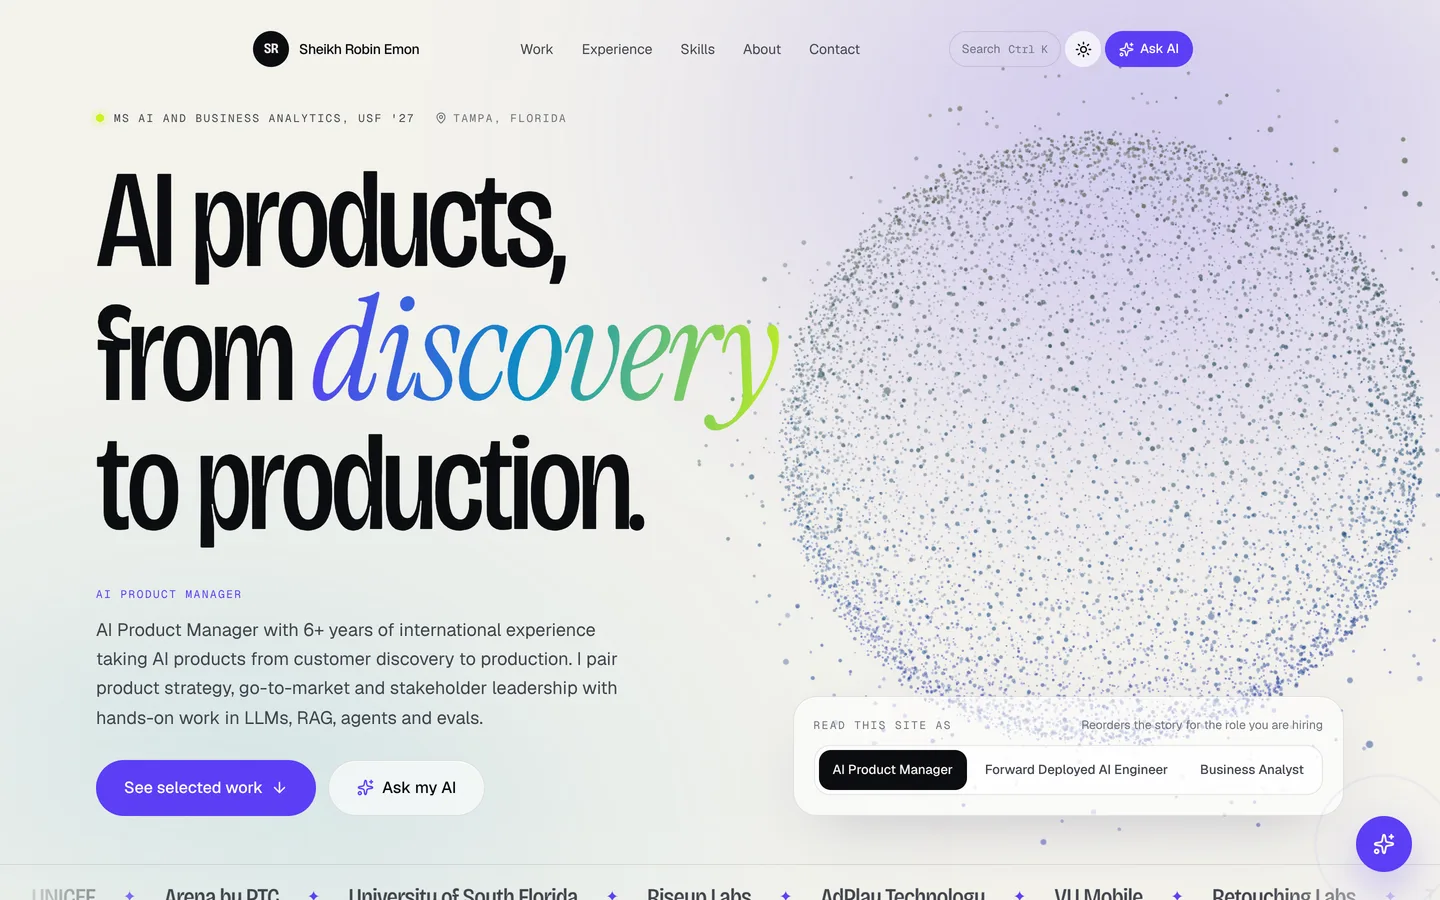 SR Sheikh Robin Emon Work Experience Skills About Contact Search Ctrl K Ask AI
MS AI AND BUSINESS ANALYTICS, USF '27 TAMPA, FLORIDA
AI products,
from discovery
to production.
AI PRODUCT MANAGER
AI Product Manager with 6+ years of international experience
taking AI products from customer discovery to production. I pair
product strategy, go-to-market and stakeholder leadership with
hands-on work in LLMs, RAG, agents and evals.
See selected work Ask my AI
READ THIS SITE AS Reorders the story for the role you are hiring
AI Product Manager Forward Deployed AI Engineer Business Analyst
UNICEF Arena by PTC University of South Florida Riseup Labs AdPlay Technology VU Mobile Retouching Labs